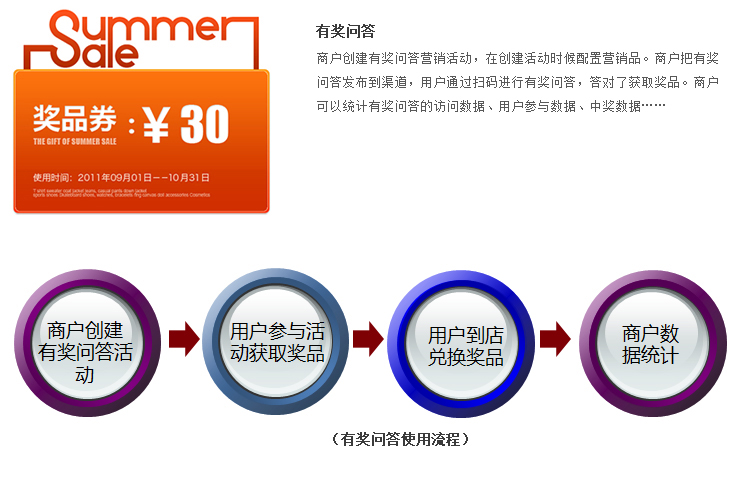 Summer
Sale
奖品券：¥ 30
THE GIFT OF SUMMER SALE
使用时间：2011年09月01日－－10月31日
有奖问答
商户创建有奖问答营销活动，在创建活动时候配置营销品。商户把有奖
问答发布到渠道，用户通过扫码进行有奖问答，答对了获取奖品。商户
可以统计有奖问答的访问数据、用户参与数据、中奖数据……
商户创建
有奖问答活
动
用户参与活
动获取奖品
用户到店
兑换奖品
商户数
据统计
（有奖问答使用流程）